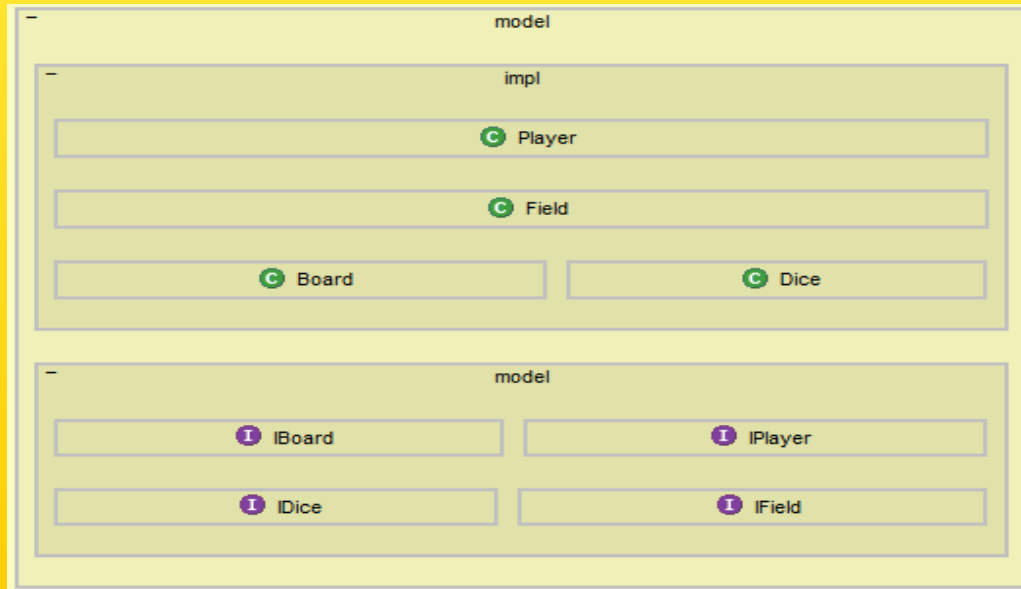 model
impl
C Player
C Field
C Board
C Dice
model
I IBoard
I IPlayer
I IDice
I IField